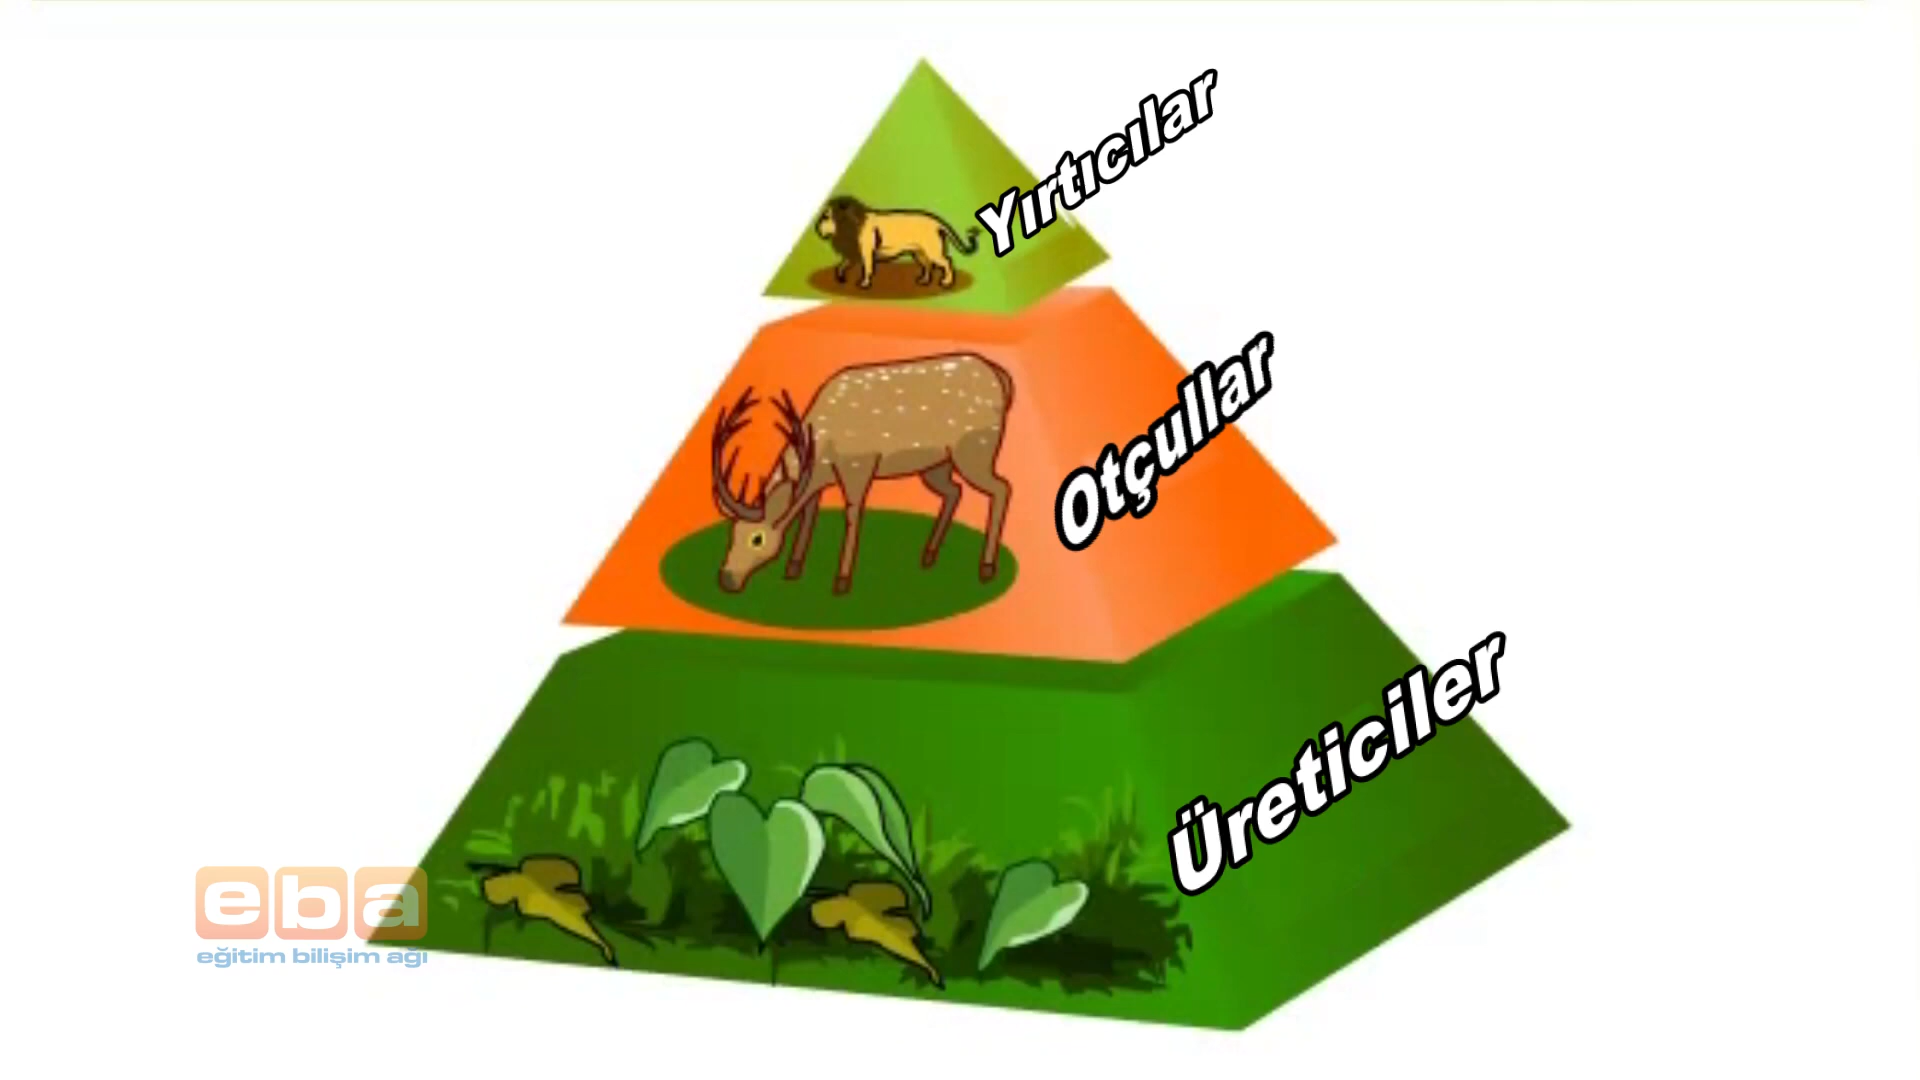 Yırtıcılar
Otçullar
Üreticiler
eba
eğitim bilişim ağı